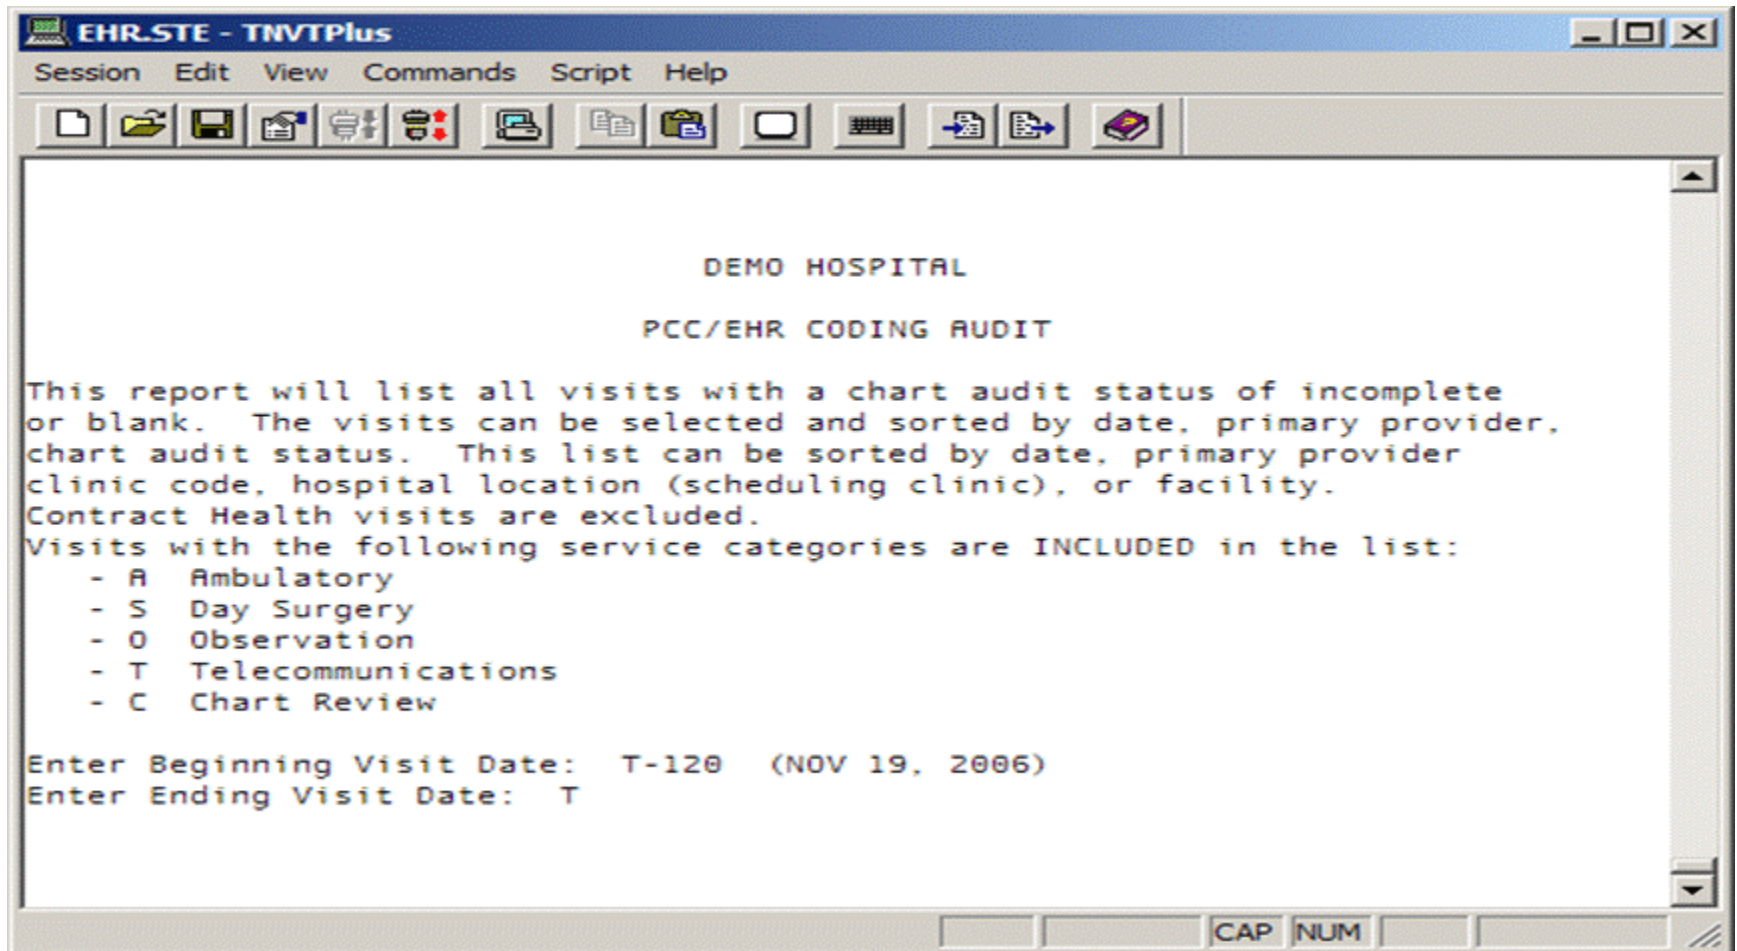 EHR.STE - TNVTPlus
Session Edit View Commands Script Help
DEMO HOSPITAL
PCC/EHR CODING AUDIT
This report will list all visits with a chart audit status of incomplete
or blank. The visits can be selected and sorted by date, primary provider,
chart audit status. This list can be sorted by date, primary provider
clinic code, hospital location (scheduling clinic), or facility.
Contract Health visits are excluded.
Visits with the following service categories are INCLUDED in the list:
- A Ambulatory
- S Day Surgery
- O Observation
- T Telecommunications
- C Chart Review
Enter Beginning Visit Date: T-120 (NOV 19, 2006)
Enter Ending Visit Date: T
CAP NUM